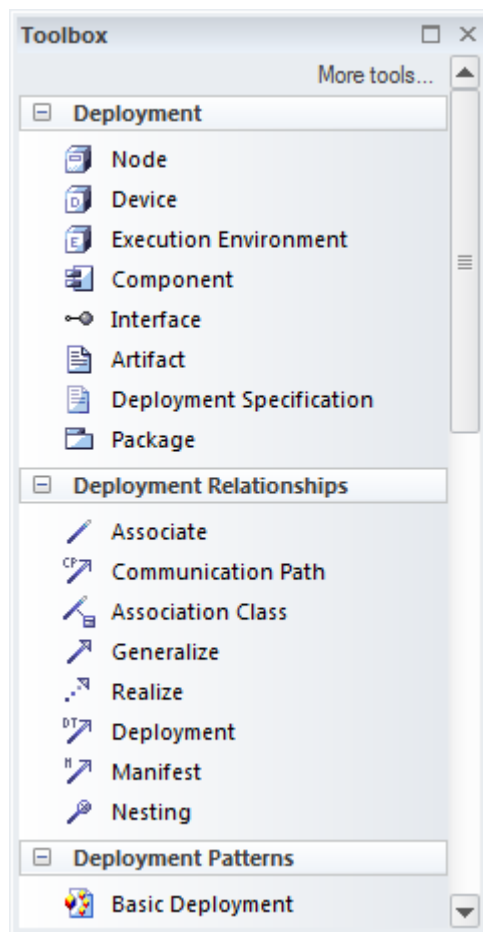 Toolbox
More tools...
Deployment
Node
Device
Execution Environment
Component
Interface
Artifact
Deployment Specification
Package
Deployment Relationships
Associate
Communication Path
Association Class
Generalize
Realize
Deployment
Manifest
Nesting
Deployment Patterns
Basic Deployment